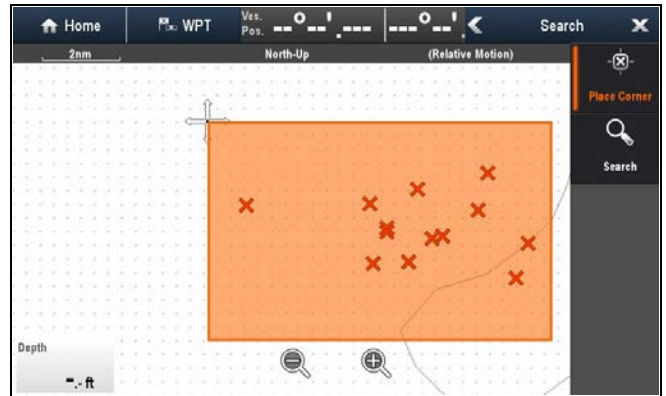 Home
WPT
Ves. Pos. --°--'.--- ---°--'.
Search
2nm
North-Up
(Relative Motion)
Place Corner
Search
Depth
-.- ft